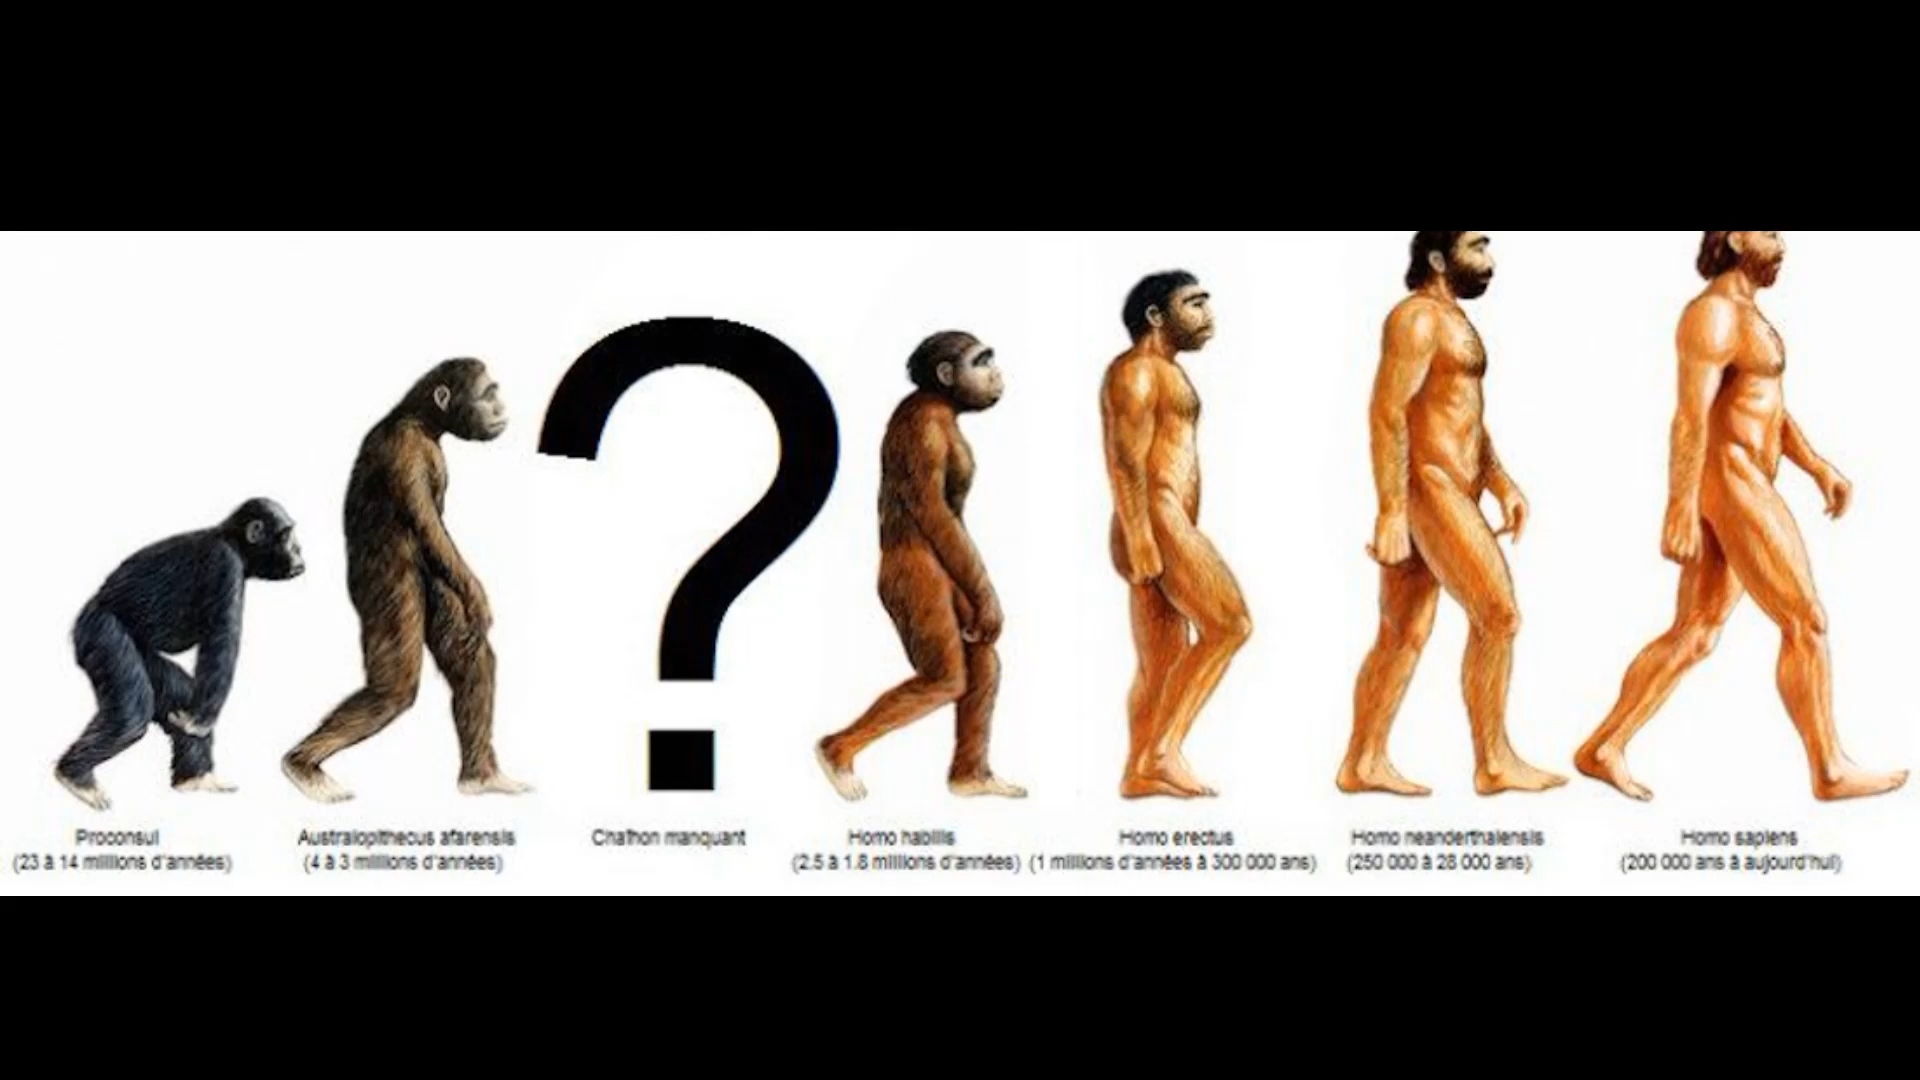 ?
Proconsul
(23 à 14 millions d'années)
Australopithecus afarensis
(4 à 3 millions d'années)
Chaînon manquant
Homo habilis
(2.5 à 1.8 millions d'années)
Homo erectus
(1 millions d'années à 300 000 ans)
Homo neanderthalensis
(250 000 à 28 000 ans)
Homo sapiens
(200 000 ans à aujourd'hui)